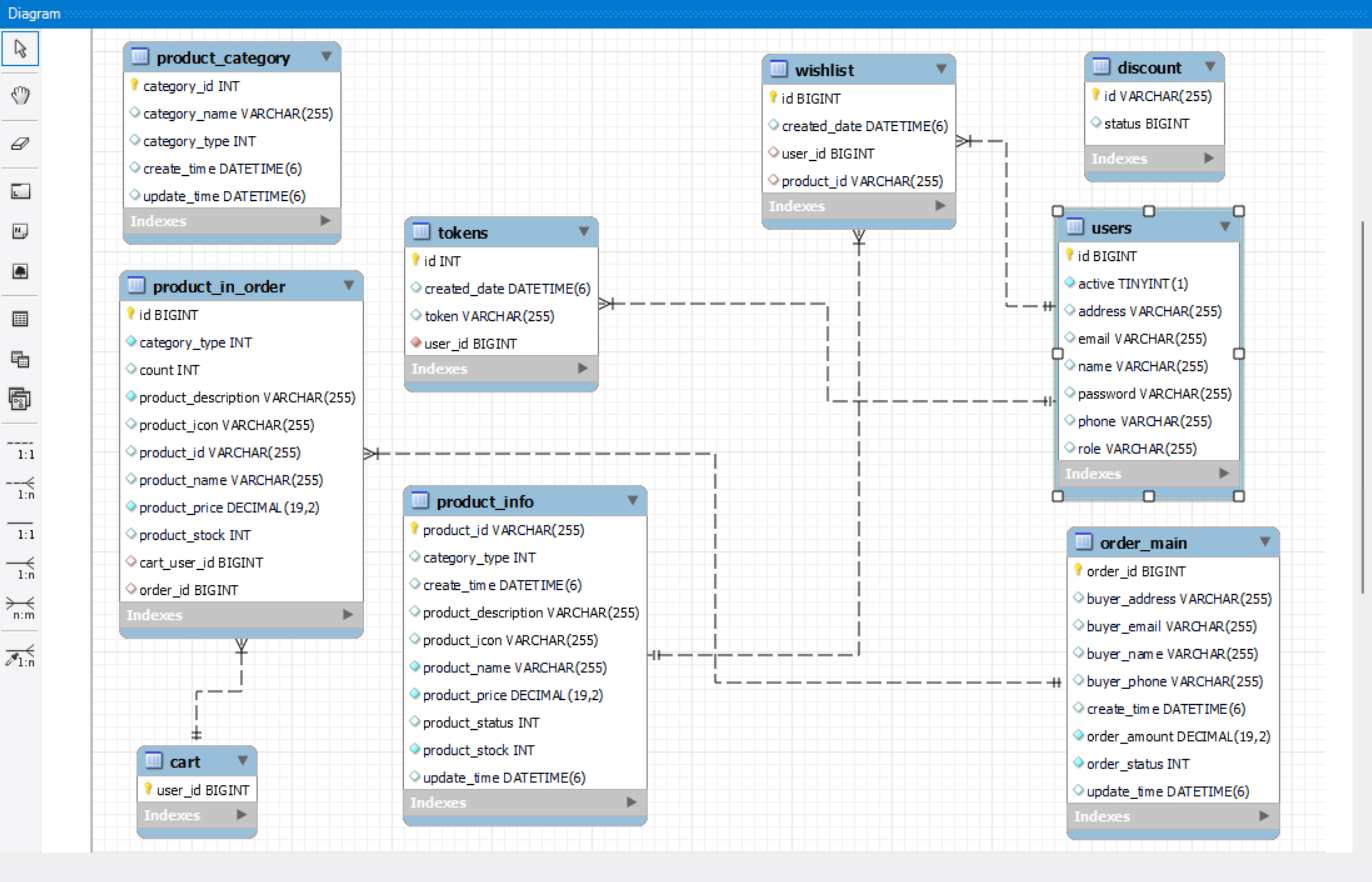 Diagram
product_category
category_id INT
category_name VARCHAR(255)
category_type INT
create_time DATETIME(6)
update_time DATETIME(6)
Indexes
product_in_order
id BIGINT
category_type INT
count INT
product_description VARCHAR(255)
product_icon VARCHAR(255)
product_id VARCHAR(255)
product_name VARCHAR(255)
product_price DECIMAL(19,2)
product_stock INT
cart_user_id BIGINT
order_id BIGINT
Indexes
cart
user_id BIGINT
Indexes
tokens
id INT
created_date DATETIME(6)
token VARCHAR(255)
user_id BIGINT
Indexes
product_info
product_id VARCHAR(255)
category_type INT
create_time DATETIME(6)
product_description VARCHAR(255)
product_icon VARCHAR(255)
product_name VARCHAR(255)
product_price DECIMAL(19,2)
product_status INT
product_stock INT
update_time DATETIME(6)
Indexes
wishlist
id BIGINT
created_date DATETIME(6)
user_id BIGINT
product_id VARCHAR(255)
Indexes
discount
id VARCHAR(255)
status BIGINT
Indexes
users
id BIGINT
active TINYINT(1)
address VARCHAR(255)
email VARCHAR(255)
name VARCHAR(255)
password VARCHAR(255)
phone VARCHAR(255)
role VARCHAR(255)
Indexes
order_main
order_id BIGINT
buyer_address VARCHAR(255)
buyer_email VARCHAR(255)
buyer_name VARCHAR(255)
buyer_phone VARCHAR(255)
create_time DATETIME(6)
order_amount DECIMAL(19,2)
order_status INT
update_time DATETIME(6)
Indexes
1:1
1:n
1:1
1:n
n:m
1:n